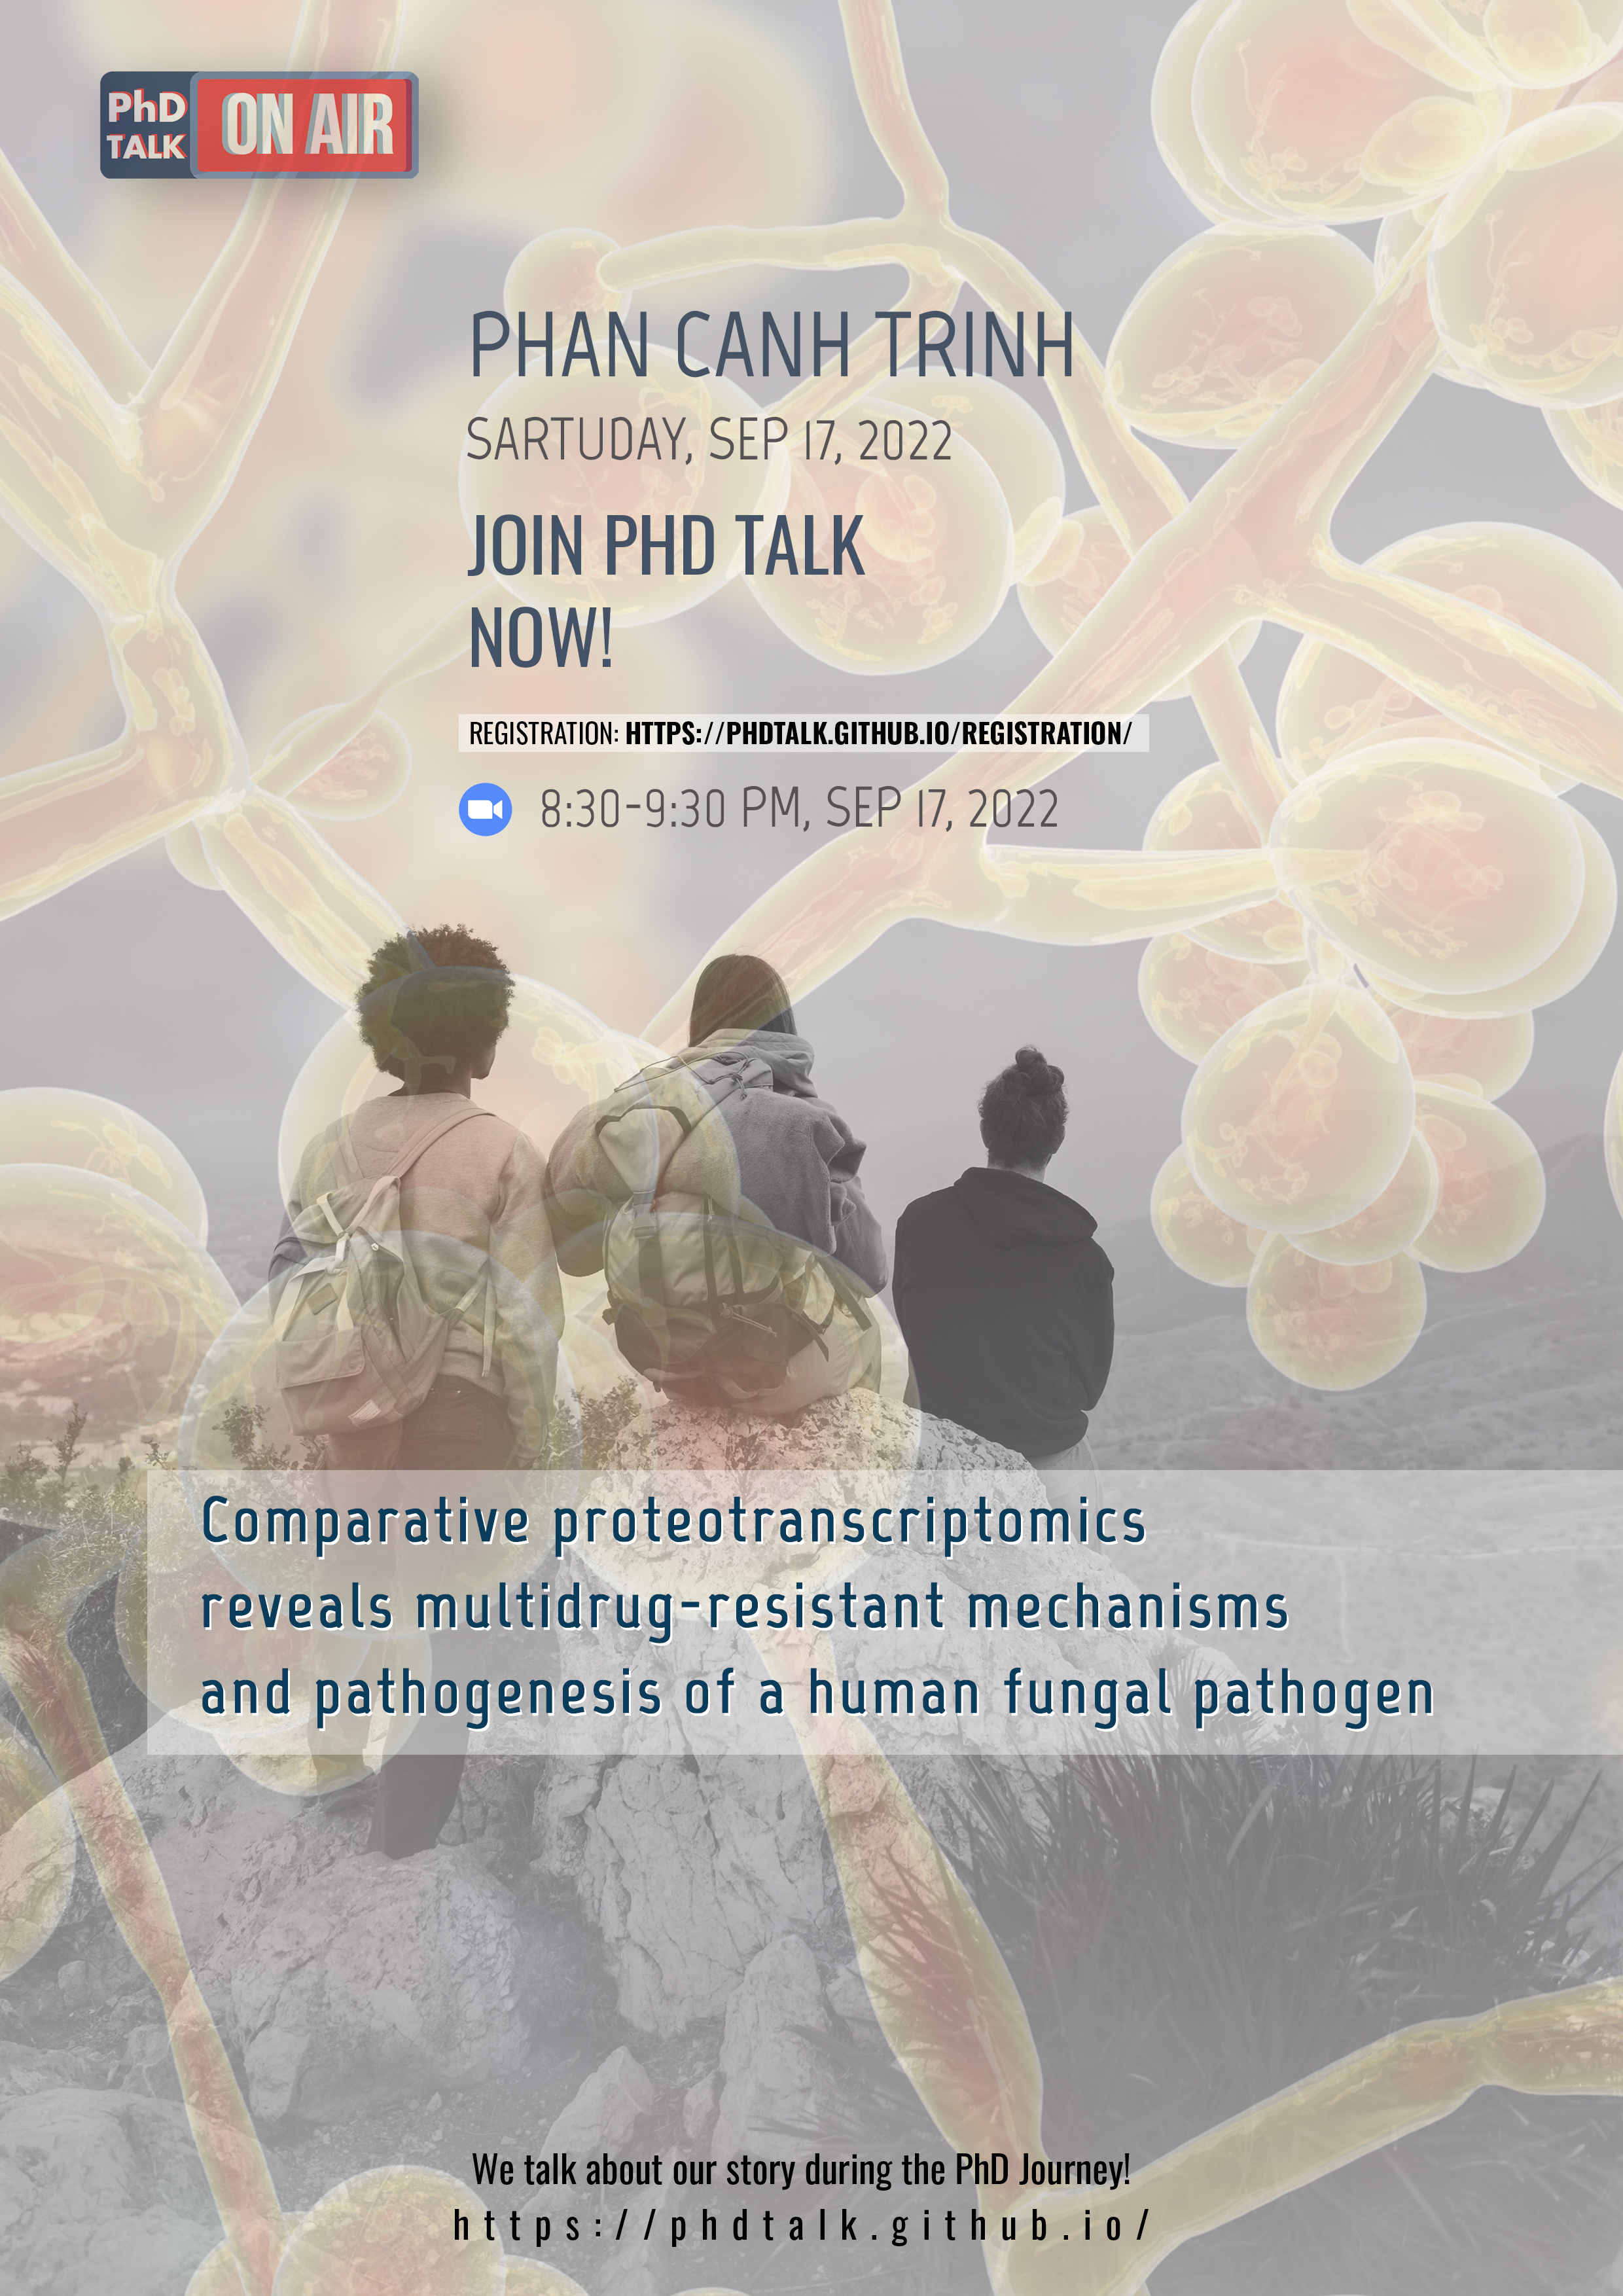 PhD
TALK
ON AIR
PHAN CANH TRINH
SARTUDAY, SEP 17, 2022
JOIN PHD TALK
NOW!
REGISTRATION: HTTPS://PHDTALK.GITHUB.IO/REGISTRATION/
8:30-9:30 PM, SEP 17, 2022
Comparative proteotranscriptomics
reveals multidrug-resistant mechanisms
and pathogenesis of a human fungal pathogen
We talk about our story during the PhD Journey!
https://phdtalk.github.io/